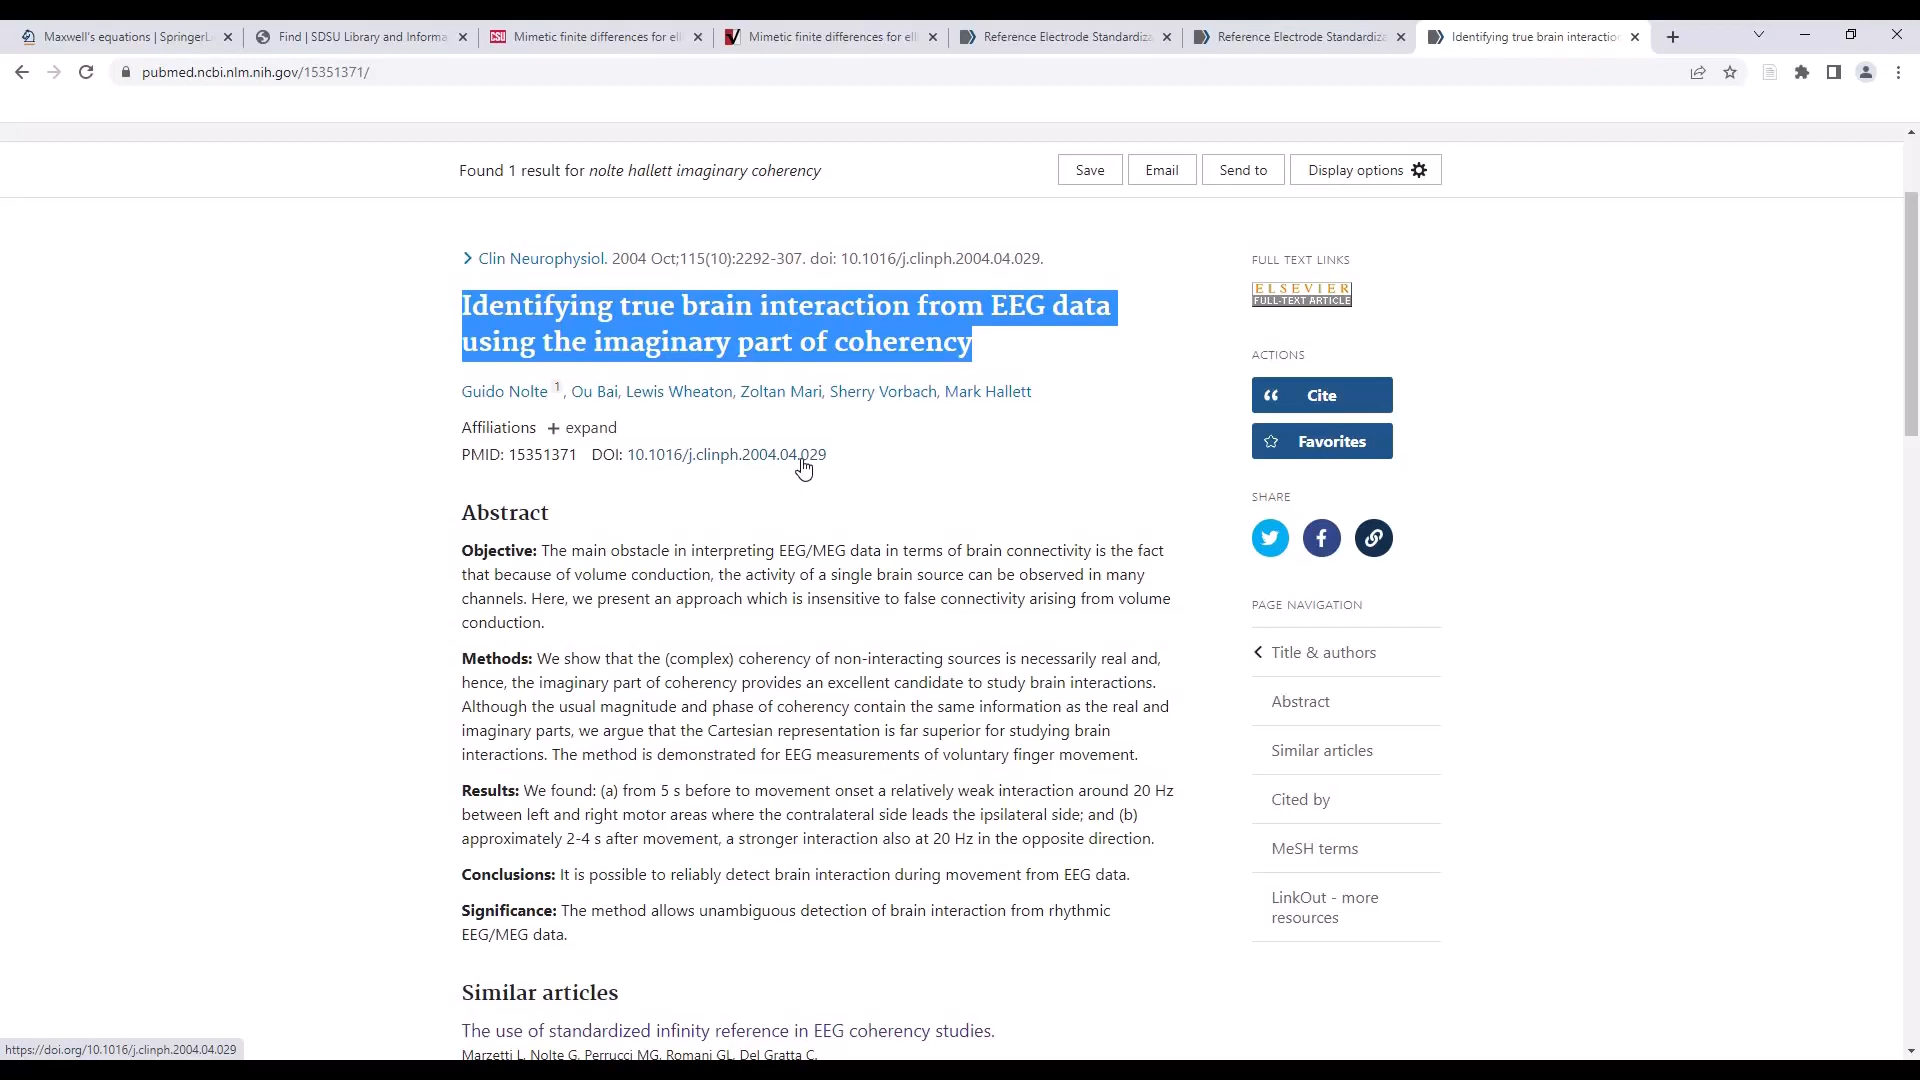 Maxwell's equations | SpringerL
Find | SDSU Library and Informa
CSU Mimetic finite differences for ell
Mimetic finite differences for elli
Reference Electrode Standardiza
Reference Electrode Standardiza
Identifying true brain interaction
pubmed.ncbi.nlm.nih.gov/15351371/
Found 1 result for nolte hallett imaginary coherency
Save
Email
Send to
Display options
Clin Neurophysiol. 2004 Oct;115(10):2292-307. doi: 10.1016/j.clinph.2004.04.029.
Identifying true brain interaction from EEG data
using the imaginary part of coherency
Guido Nolte 1, Ou Bai, Lewis Wheaton, Zoltan Mari, Sherry Vorbach, Mark Hallett
Affiliations + expand
PMID: 15351371 DOI: 10.1016/j.clinph.2004.04.029
Abstract
Objective: The main obstacle in interpreting EEG/MEG data in terms of brain connectivity is the fact
that because of volume conduction, the activity of a single brain source can be observed in many
channels. Here, we present an approach which is insensitive to false connectivity arising from volume
conduction.
Methods: We show that the (complex) coherency of non-interacting sources is necessarily real and,
hence, the imaginary part of coherency provides an excellent candidate to study brain interactions.
Although the usual magnitude and phase of coherency contain the same information as the real and
imaginary parts, we argue that the Cartesian representation is far superior for studying brain
interactions. The method is demonstrated for EEG measurements of voluntary finger movement.
Results: We found: (a) from 5 s before to movement onset a relatively weak interaction around 20 Hz
between left and right motor areas where the contralateral side leads the ipsilateral side; and (b)
approximately 2-4 s after movement, a stronger interaction also at 20 Hz in the opposite direction.
Conclusions: It is possible to reliably detect brain interaction during movement from EEG data.
Significance: The method allows unambiguous detection of brain interaction from rhythmic
EEG/MEG data.
Similar articles
The use of standardized infinity reference in EEG coherency studies.
Marzetti L, Nolte G, Perrucci MG, Romani GL, Del Gratta C.
FULL TEXT LINKS
ELSEVIER
FULL-TEXT ARTICLE
ACTIONS
Cite
Favorites
SHARE
PAGE NAVIGATION
Title & authors
Abstract
Similar articles
Cited by
MeSH terms
LinkOut - more
resources
https://doi.org/10.1016/j.clinph.2004.04.029